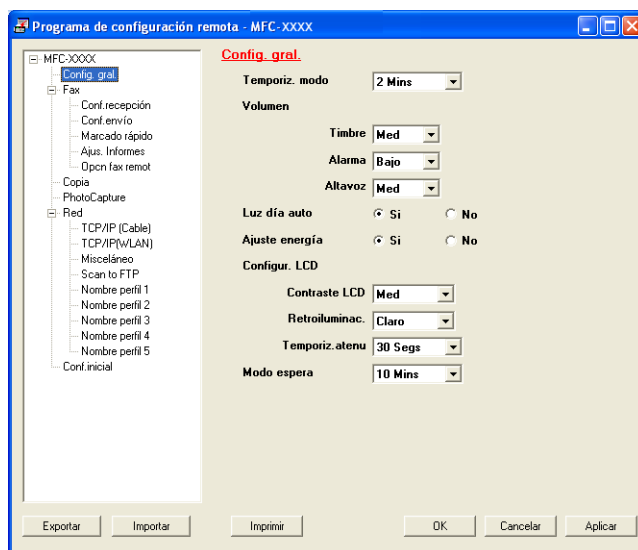 Programa de configuración remota - MFC-XXXX
MFC-XXXX
Config. gral.
Fax
Conf.recepción
Conf.envío
Marcado rápido
Ajus. Informes
Opcn fax remot
Copia
PhotoCapture
Red
TCP/IP (Cable)
TCP/IP(WLAN)
Misceláneo
Scan to FTP
Nombre perfil 1
Nombre perfil 2
Nombre perfil 3
Nombre perfil 4
Nombre perfil 5
Conf.inicial
Config. gral.
Temporiz. modo 2 Mins
Volumen
Timbre Med
Alarma Bajo
Altavoz Med
Luz día auto Si No
Ajuste energía Si No
Configur. LCD
Contraste LCD Med
Retroiluminac. Claro
Temporiz.atenu 30 Segs
Modo espera 10 Mins
Exportar Importar Imprimir OK Cancelar Aplicar